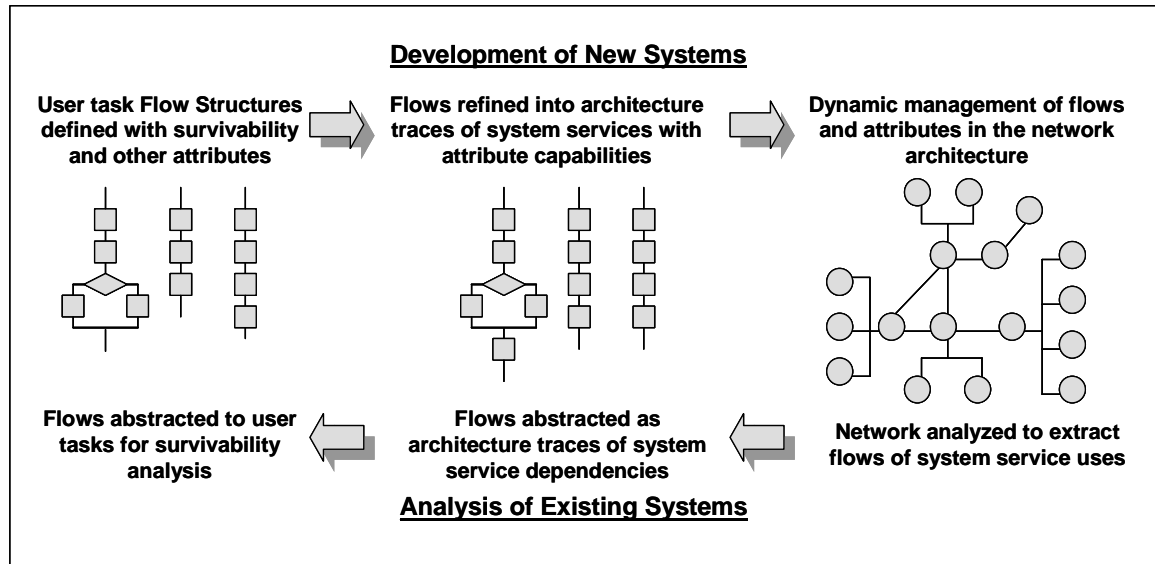 Development of New Systems
User task Flow Structures
defined with survivability
and other attributes
Flows refined into architecture
traces of system services with
attribute capabilities
Dynamic management of flows
and attributes in the network
architecture
Flows abstracted to user
tasks for survivability
analysis
Flows abstracted as
architecture traces of system
service dependencies
Network analyzed to extract
flows of system service uses
Analysis of Existing Systems